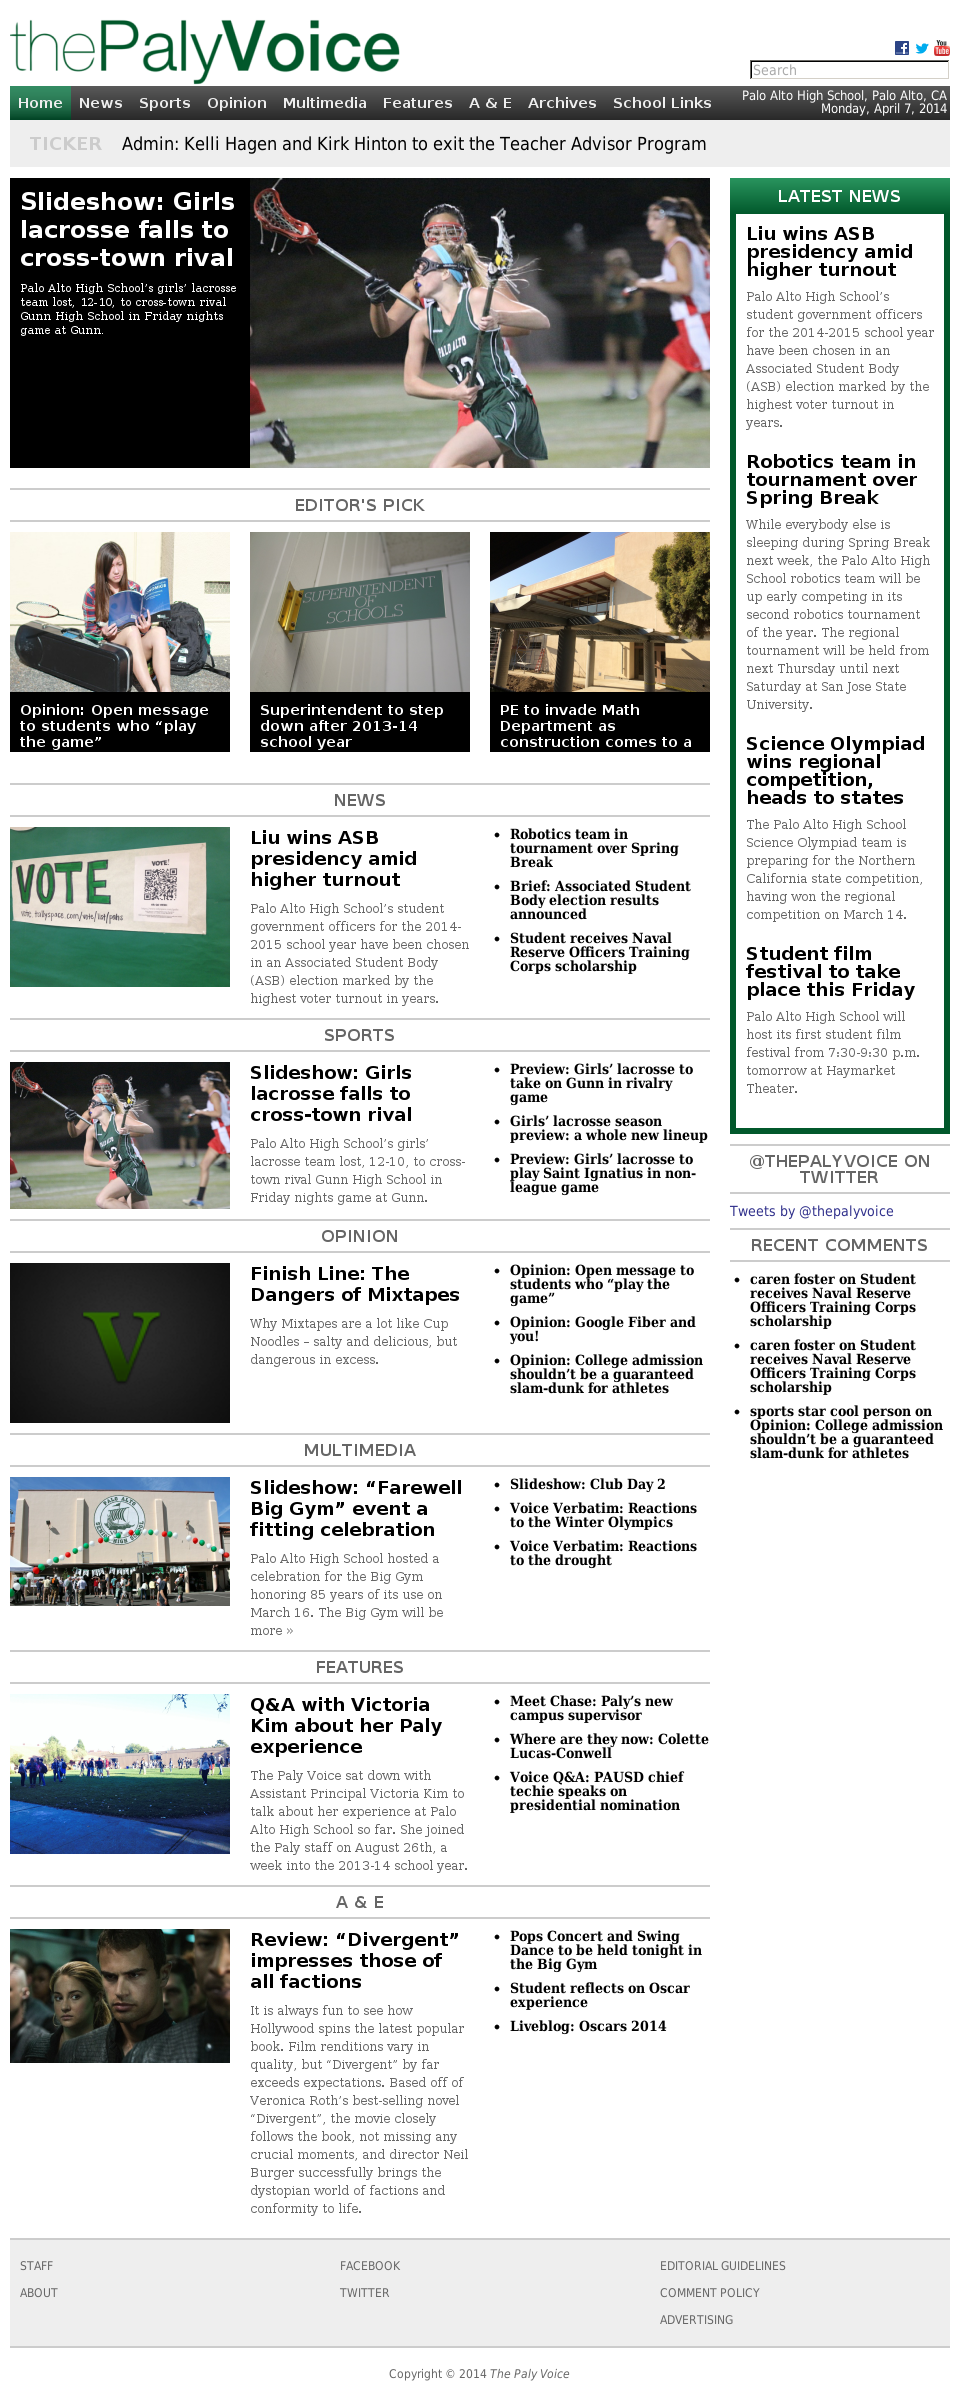 thePalyVoice
Search
Home News Sports Opinion Multimedia Features A & E Archives School Links
Palo Alto High School, Palo Alto, CA
Monday, April 7, 2014
TICKER Admin: Kelli Hagen and Kirk Hinton to exit the Teacher Advisor Program
Slideshow: Girls
lacrosse falls to
cross-town rival
Palo Alto High School’s girls’ lacrosse
team lost, 12-10, to cross-town rival
Gunn High School in Friday nights
game at Gunn.
PALO ALTO
22
EDITOR'S PICK
SUPERINTENDENT
OF
SCHOOLS
Opinion: Open message
to students who “play
the game”
Superintendent to step
down after 2013-14
school year
PE to invade Math
Department as
construction comes to a
NEWS
VOTE
VOTE!
Liu wins ASB
presidency amid
higher turnout
Palo Alto High School’s student
government officers for the 2014-
2015 school year have been chosen
in an Associated Student Body
(ASB) election marked by the
highest voter turnout in years.
• Robotics team in
tournament over Spring
Break
• Brief: Associated Student
Body election results
announced
• Student receives Naval
Reserve Officers Training
Corps scholarship
SPORTS
Slideshow: Girls
lacrosse falls to
cross-town rival
Palo Alto High School’s girls’
lacrosse team lost, 12-10, to cross-
town rival Gunn High School in
Friday nights game at Gunn.
• Preview: Girls’ lacrosse to
take on Gunn in rivalry
game
• Girls’ lacrosse season
preview: a whole new lineup
• Preview: Girls’ lacrosse to
play Saint Ignatius in non-
league game
OPINION
V
Finish Line: The
Dangers of Mixtapes
Why Mixtapes are a lot like Cup
Noodles – salty and delicious, but
dangerous in excess.
• Opinion: Open message to
students who “play the
game”
• Opinion: Google Fiber and
you!
• Opinion: College admission
shouldn’t be a guaranteed
slam-dunk for athletes
MULTIMEDIA
PALO ALTO
SENIOR HIGH SCHOOL
Slideshow: “Farewell
Big Gym” event a
fitting celebration
Palo Alto High School hosted a
celebration for the Big Gym
honoring 85 years of its use on
March 16. The Big Gym will be
more »
• Slideshow: Club Day 2
• Voice Verbatim: Reactions
to the Winter Olympics
• Voice Verbatim: Reactions
to the drought
FEATURES
Q&A with Victoria
Kim about her Paly
experience
The Paly Voice sat down with
Assistant Principal Victoria Kim to
talk about her experience at Palo
Alto High School so far. She joined
the Paly staff on August 26th, a
week into the 2013-14 school year.
• Meet Chase: Paly’s new
campus supervisor
• Where are they now: Colette
Lucas-Conwell
• Voice Q&A: PAUSD chief
techie speaks on
presidential nomination
A & E
Review: “Divergent”
impresses those of
all factions
It is always fun to see how
Hollywood spins the latest popular
book. Film renditions vary in
quality, but “Divergent” by far
exceeds expectations. Based off of
Veronica Roth’s best-selling novel
“Divergent”, the movie closely
follows the book, not missing any
crucial moments, and director Neil
Burger successfully brings the
dystopian world of factions and
conformity to life.
• Pops Concert and Swing
Dance to be held tonight in
the Big Gym
• Student reflects on Oscar
experience
• Liveblog: Oscars 2014
LATEST NEWS
Liu wins ASB
presidency amid
higher turnout
Palo Alto High School’s
student government officers
for the 2014-2015 school year
have been chosen in an
Associated Student Body
(ASB) election marked by the
highest voter turnout in
years.
Robotics team in
tournament over
Spring Break
While everybody else is
sleeping during Spring Break
next week, the Palo Alto High
School robotics team will be
up early competing in its
second robotics tournament
of the year. The regional
tournament will be held from
next Thursday until next
Saturday at San Jose State
University.
Science Olympiad
wins regional
competition,
heads to states
The Palo Alto High School
Science Olympiad team is
preparing for the Northern
California state competition,
having won the regional
competition on March 14.
Student film
festival to take
place this Friday
Palo Alto High School will
host its first student film
festival from 7:30-9:30 p.m.
tomorrow at Haymarket
Theater.
@THEPALYVOICE ON
TWITTER
Tweets by @thepalyvoice
RECENT COMMENTS
• caren foster on Student
receives Naval Reserve
Officers Training Corps
scholarship
• caren foster on Student
receives Naval Reserve
Officers Training Corps
scholarship
• sports star cool person on
Opinion: College admission
shouldn’t be a guaranteed
slam-dunk for athletes
STAFF
ABOUT
FACEBOOK
TWITTER
EDITORIAL GUIDELINES
COMMENT POLICY
ADVERTISING
Copyright © 2014 The Paly Voice